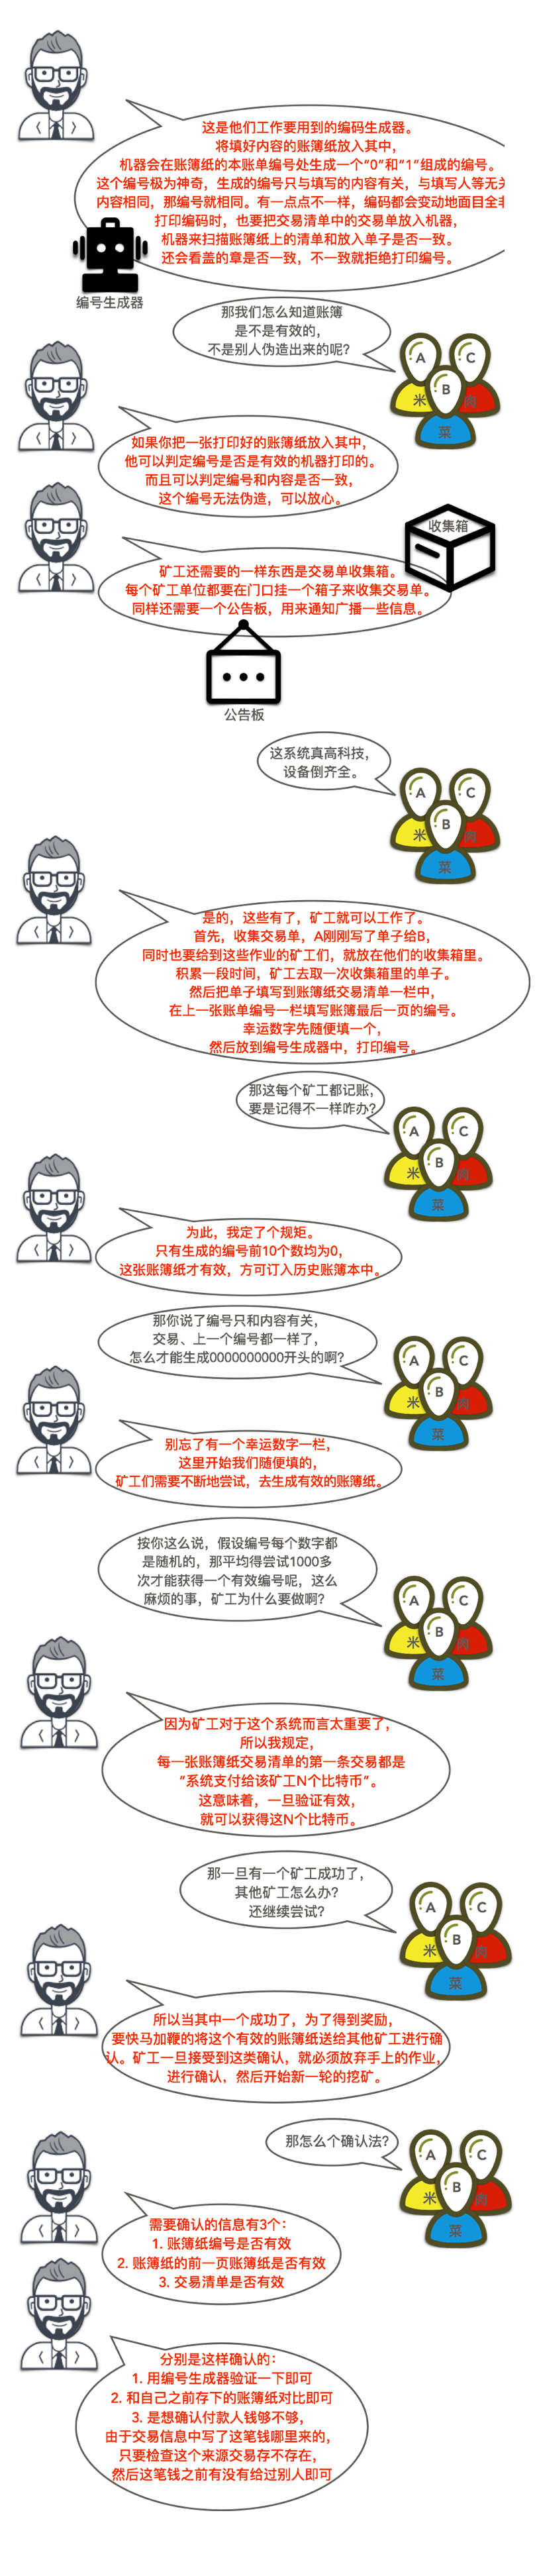 这是他们工作要用到的编码生成器。
将填好内容的账簿纸放入其中，
机器会在账簿纸的本账单编号处生成一个“0”和“1”组成的编号。
这个编号极为神奇，生成的编号只与填写的内容有关，与填写人等无关
内容相同，那编号就相同。有一点点不一样，编码都会变动地面目全非
打印编码时，也要把交易清单中的交易单放入机器，
机器来扫描账簿纸上的清单和放入单子是否一致。
还会看盖的章是否一致，不一致就拒绝打印编号。
编号生成器
那我们怎么知道账簿
是不是有效的，
不是别人伪造出来的呢？
A
C
B
米
肉
菜
如果你把一张打印好的账簿纸放入其中，
他可以判定编号是否是有效的机器打印的。
而且可以判定编号和内容是否一致，
这个编号无法伪造，可以放心。
收集箱
矿工还需要的一样东西是交易单收集箱。
每个矿工单位都要在门口挂一个箱子来收集交易单。
同样还需要一个公告板，用来通知广播一些信息。
公告板
这系统真高科技，
设备倒齐全。
A
C
B
米
肉
菜
是的，这些有了，矿工就可以工作了。
首先，收集交易单，A刚刚写了单子给B，
同时也要给到这些作业的矿工们，就放在他们的收集箱里。
积累一段时间，矿工去取一次收集箱里的单子。
然后把单子填写到账簿纸交易清单一栏中，
在上一张账单编号一栏填写账簿最后一页的编号。
幸运数字先随便填一个，
然后放到编号生成器中，打印编号。
那这每个矿工都记账，
要是记得不一样咋办？
A
C
B
米
肉
菜
为此，我定了个规矩。
只有生成的编号前10个数均为0，
这张账簿纸才有效，方可订入历史账簿本中。
那你说了编号只和内容有关，
交易、上一个编号都一样了，
怎么才能生成0000000000开头的啊？
A
C
B
米
肉
菜
别忘了有一个幸运数字一栏，
这里开始我们随便填的，
矿工们需要不断地尝试，去生成有效的账簿纸。
按你这么说，假设编号每个数字都
是随机的，那平均得尝试1000多
次才能获得一个有效编号呢，这么
麻烦的事，矿工为什么要做啊？
A
C
B
米
肉
菜
因为矿工对于这个系统而言太重要了，
所以我规定，
每一张账簿纸交易清单的第一条交易都是
“系统支付给该矿工N个比特币”。
这意味着，一旦验证有效，
就可以获得这N个比特币。
那一旦有一个矿工成功了，
其他矿工怎么办？
还继续尝试？
A
C
B
米
肉
菜
所以当其中一个成功了，为了得到奖励，
要快马加鞭的将这个有效的账簿纸送给其他矿工进行确
认。矿工一旦接受到这类确认，就必须放弃手上的作业，
进行确认，然后开始新一轮的挖矿。
那怎么个确认法？
A
C
B
米
肉
菜
需要确认的信息有3个：
1. 账簿纸编号是否有效
2. 账簿纸的前一页账簿纸是否有效
3. 交易清单是否有效
分别是这样确认的：
1. 用编号生成器验证一下即可
2. 和自己之前存下的账簿纸对比即可
3. 是想确认付款人钱够不够，
由于交易信息中写了这笔钱哪里来的，
只要检查这个来源交易存不存在，
然后这笔钱之前有没有给过别人即可